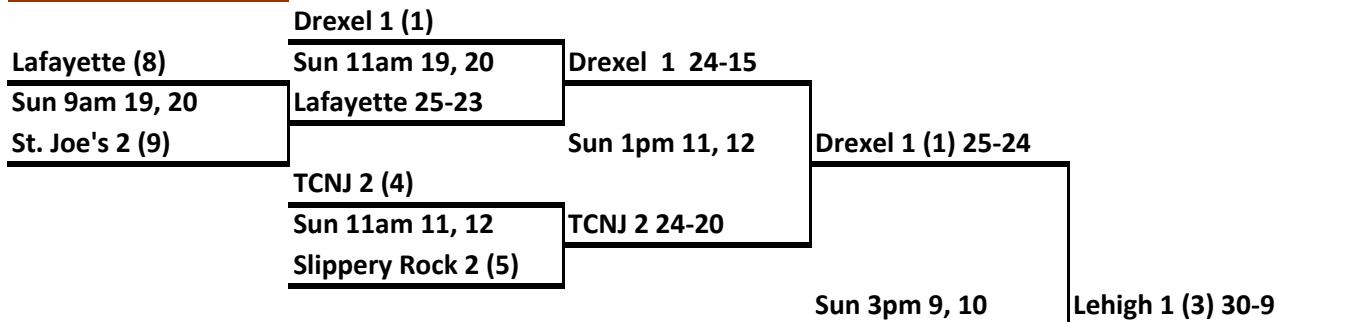 Drexel 1 (1)
Lafayette (8)
Sun 11am 19, 20
Drexel 1 24-15
Sun 9am 19, 20
Lafayette 25-23
St. Joe's 2 (9)
Sun 1pm 11, 12
Drexel 1 (1) 25-24
TCNJ 2 (4)
Sun 11am 11, 12
TCNJ 2 24-20
Slippery Rock 2 (5)
Sun 3pm 9, 10
Lehigh 1 (3) 30-9